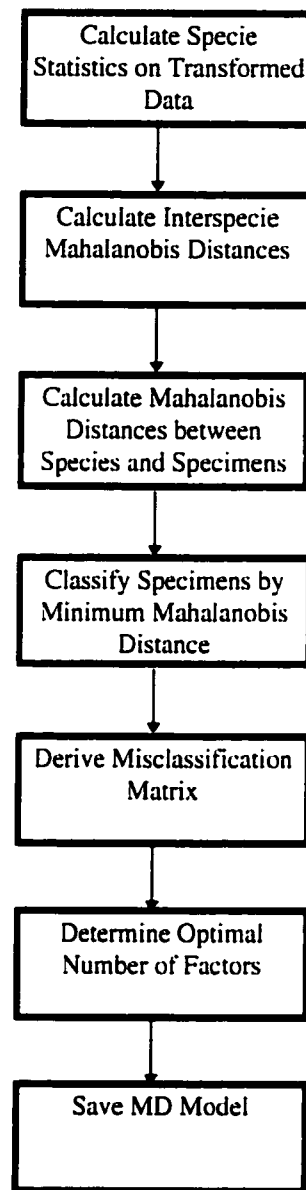 Calculate Specie
Statistics on Transformed
Data
Calculate Interspecie
Mahalanobis Distances
Calculate Mahalanobis
Distances between
Species and Specimens
Classify Specimens by
Minimum Mahalanobis
Distance
Derive Misclassification
Matrix
Determine Optimal
Number of Factors
Save MD Model